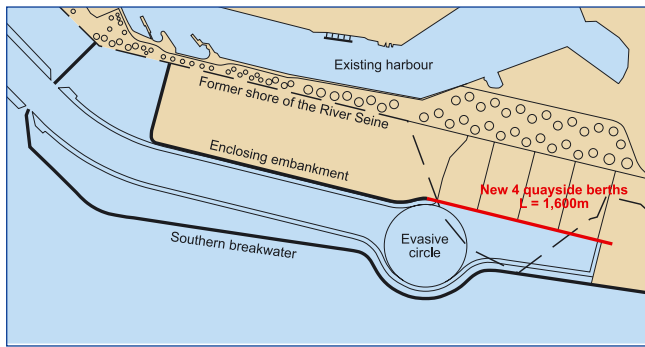 Existing harbour
Former shore of the River Seine
Enclosing embankment
New 4 quayside berths
L = 1,600m
Evasive
circle
Southern breakwater